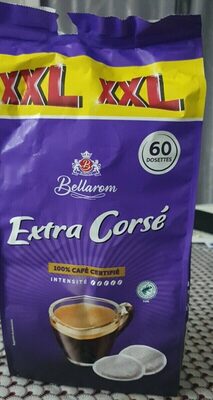 XXL XXL
60
DOSETTES
B
Bellarom
Extra Corsé
100% CAFÉ CERTIFIÉ
INTENSITÉ